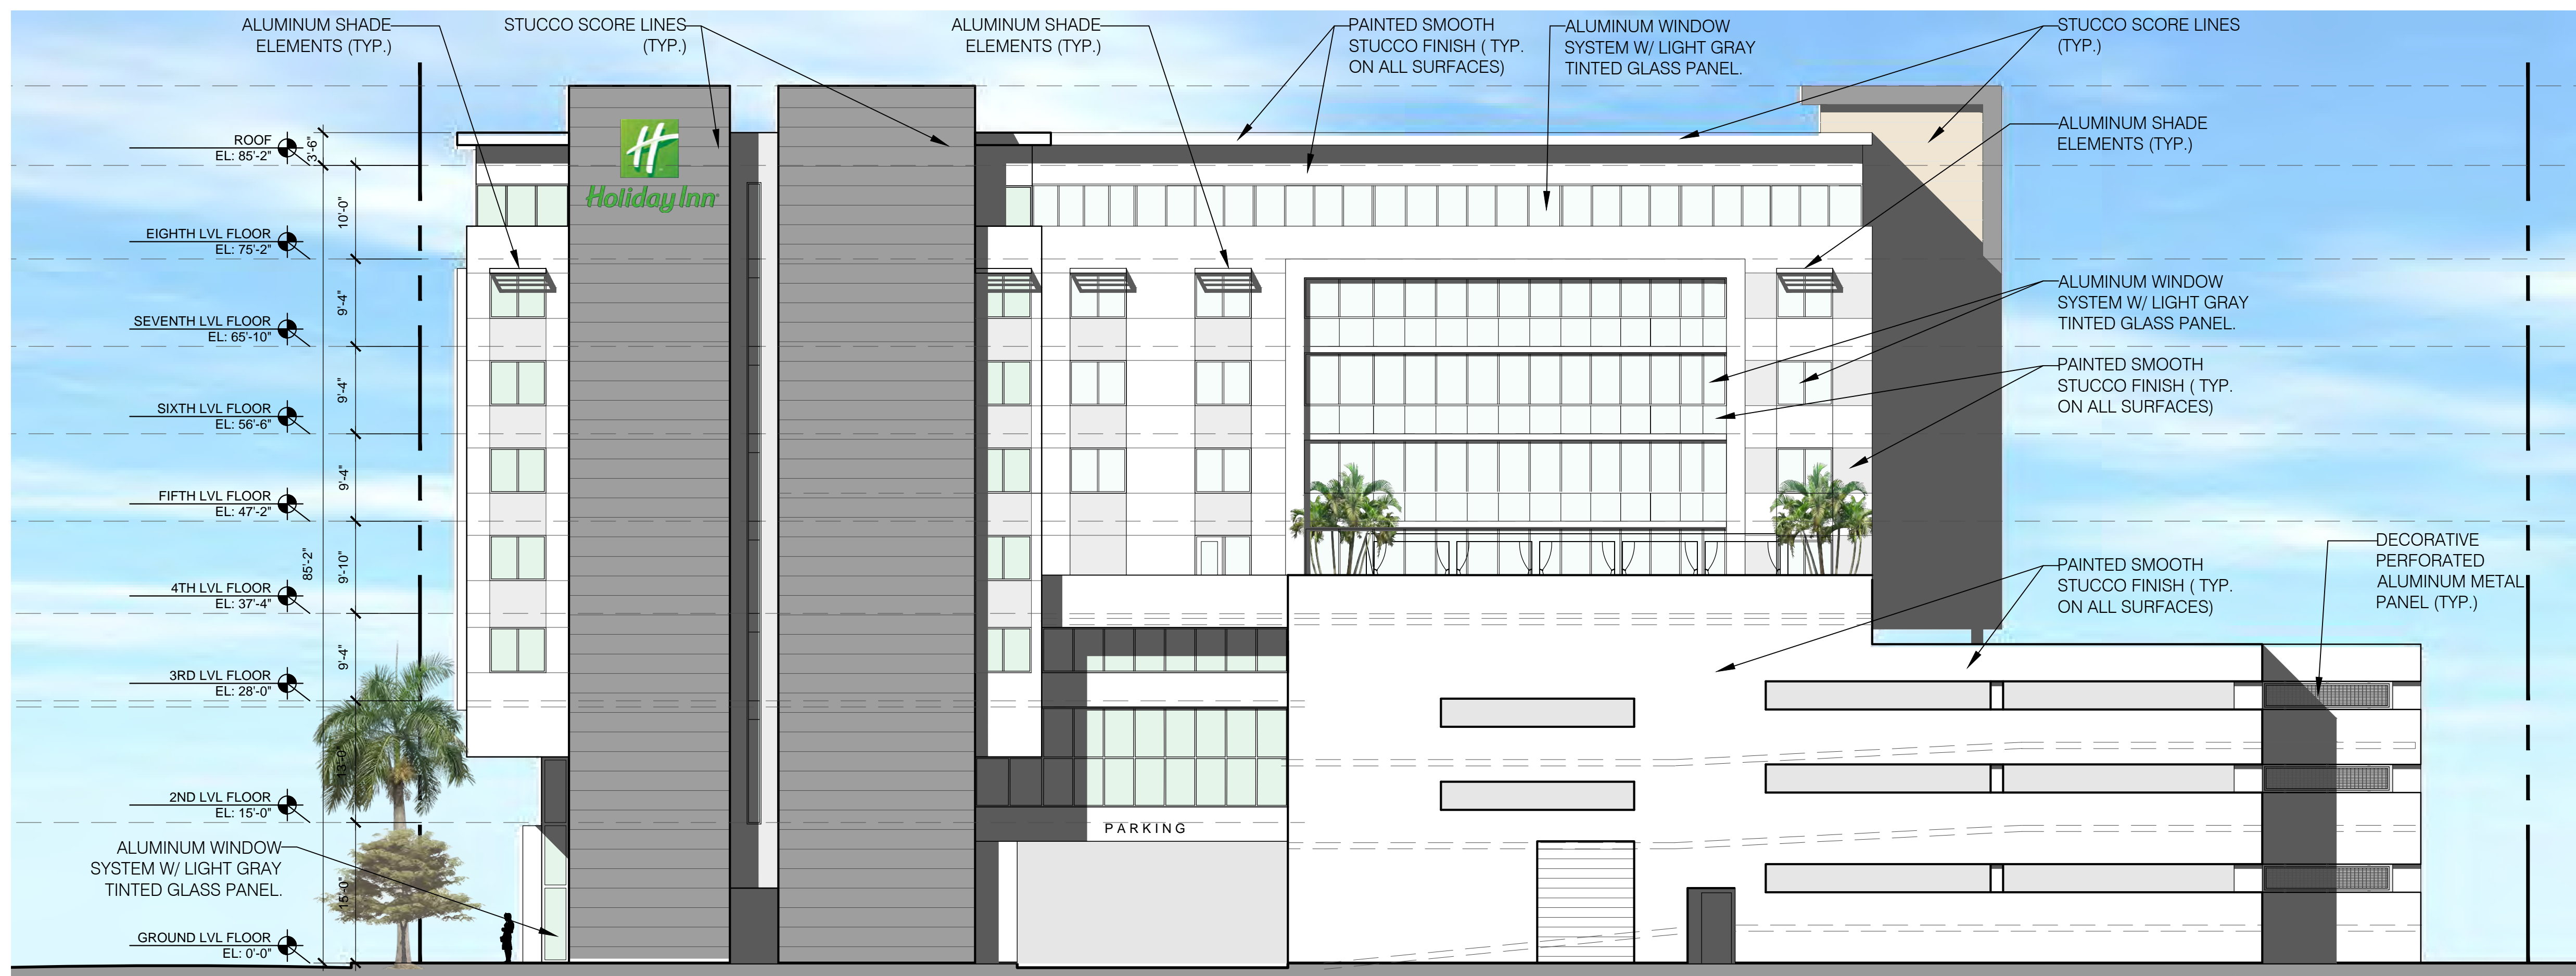 ALUMINUM SHADE
ELEMENTS (TYP.)
STUCCO SCORE LINES
(TYP.)
ALUMINUM SHADE
ELEMENTS (TYP.)
PAINTED SMOOTH
STUCCO FINISH ( TYP.
ON ALL SURFACES)
ALUMINUM WINDOW
SYSTEM W/ LIGHT GRAY
TINTED GLASS PANEL.
STUCCO SCORE LINES
(TYP.)
ALUMINUM SHADE
ELEMENTS (TYP.)
ALUMINUM WINDOW
SYSTEM W/ LIGHT GRAY
TINTED GLASS PANEL.
PAINTED SMOOTH
STUCCO FINISH ( TYP.
ON ALL SURFACES)
PAINTED SMOOTH
STUCCO FINISH ( TYP.
ON ALL SURFACES)
DECORATIVE
PERFORATED
ALUMINUM METAL
PANEL (TYP.)
H
Holiday Inn
ROOF
EL: 85'-2"
EIGHTH LVL FLOOR
EL: 75'-2"
SEVENTH LVL FLOOR
EL: 65'-10"
SIXTH LVL FLOOR
EL: 56'-6"
FIFTH LVL FLOOR
EL: 47'-2"
4TH LVL FLOOR
EL: 37'-4"
3RD LVL FLOOR
EL: 28'-0"
2ND LVL FLOOR
EL: 15'-0"
ALUMINUM WINDOW
SYSTEM W/ LIGHT GRAY
TINTED GLASS PANEL.
GROUND LVL FLOOR
EL: 0'-0"
3'-6"
10'-0"
9'-4"
9'-4"
9'-4"
85'-2"
9'-10"
9'-4"
13'-0"
15'-0"
PARKING